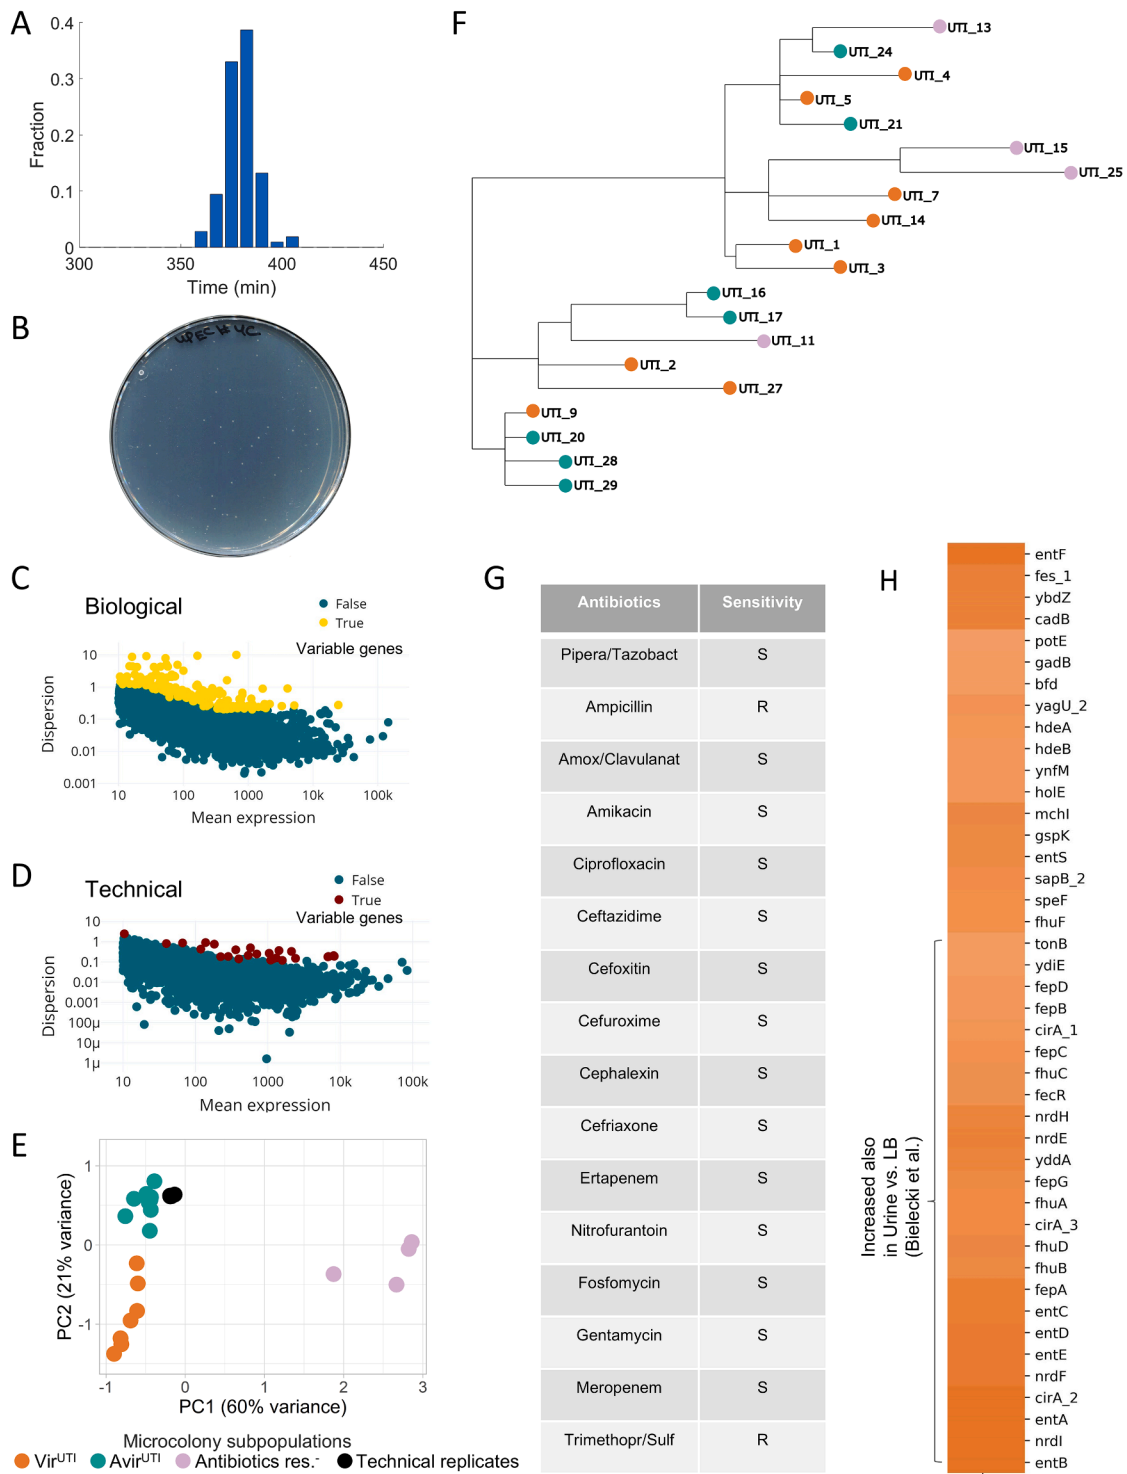 A
0.4
0.3
0.2
0.1
0
Fraction
300
350
400
450
Time (min)
B
UPEC
C
Biological
False
True
Variable genes
10
1
0.1
0.01
0.001
Dispersion
10
100
1000
10k
100k
Mean expression
D
Technical
False
True
Variable genes
10
1
0.1
0.01
0.001
100μ
10μ
1μ
Dispersion
10
100
1000
10k
100k
Mean expression
E
1
0
-1
PC2 (21% variance)
-1
0
1
2
3
PC1 (60% variance)
Microcolony subpopulations
Vir^UTI
Avir^UTI
Antibiotics res.^-
Technical replicates
F
UTI_13
UTI_24
UTI_4
UTI_5
UTI_21
UTI_15
UTI_25
UTI_7
UTI_14
UTI_1
UTI_3
UTI_16
UTI_17
UTI_11
UTI_2
UTI_27
UTI_9
UTI_20
UTI_28
UTI_29
G
Antibiotics Sensitivity
Pipera/Tazobact S
Ampicillin R
Amox/Clavulanat S
Amikacin S
Ciprofloxacin S
Ceftazidime S
Cefoxitin S
Cefuroxime S
Cephalexin S
Cefriaxone S
Ertapenem S
Nitrofurantoin S
Fosfomycin S
Gentamycin S
Meropenem S
Trimethopr/Sulf R
H
entF
fes_1
ybdZ
cadB
potE
gadB
bfd
yagU_2
hdeA
hdeB
ynfM
holE
mchI
gspK
entS
sapB_2
speF
fhuF
tonB
ydiE
fepD
fepB
cirA_1
fepC
fhuC
fecR
nrdH
nrdE
yddA
fepG
fhuA
cirA_3
fhuD
fhuB
fepA
entC
entD
entE
nrdF
cirA_2
entA
nrdI
entB
Increased also
in Urine vs. LB
(Bielecki et al.)